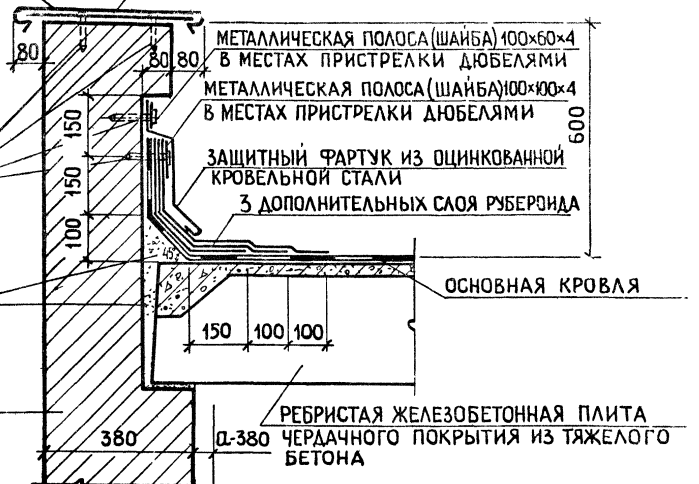 80
80
80
МЕТАЛЛИЧЕСКАЯ ПОЛОСА (ШАЙБА) 100×60×4
В МЕСТАХ ПРИСТРЕЛКИ ДЮБЕЛЯМИ
МЕТАЛЛИЧЕСКАЯ ПОЛОСА (ШАЙБА) 100×100×4
В МЕСТАХ ПРИСТРЕЛКИ ДЮБЕЛЯМИ
600
150
ЗАЩИТНЫЙ ФАРТУК ИЗ ОЦИНКОВАННОЙ
КРОВЕЛЬНОЙ СТАЛИ
150
3 ДОПОЛНИТЕЛЬНЫХ СЛОЯ РУБЕРОИДА
100
45°
ОСНОВНАЯ КРОВЛЯ
150
100
100
РЕБРИСТАЯ ЖЕЛЕЗОБЕТОННАЯ ПЛИТА
ЧЕРДАЧНОГО ПОКРЫТИЯ ИЗ ТЯЖЕЛОГО
БЕТОНА
380
а-380